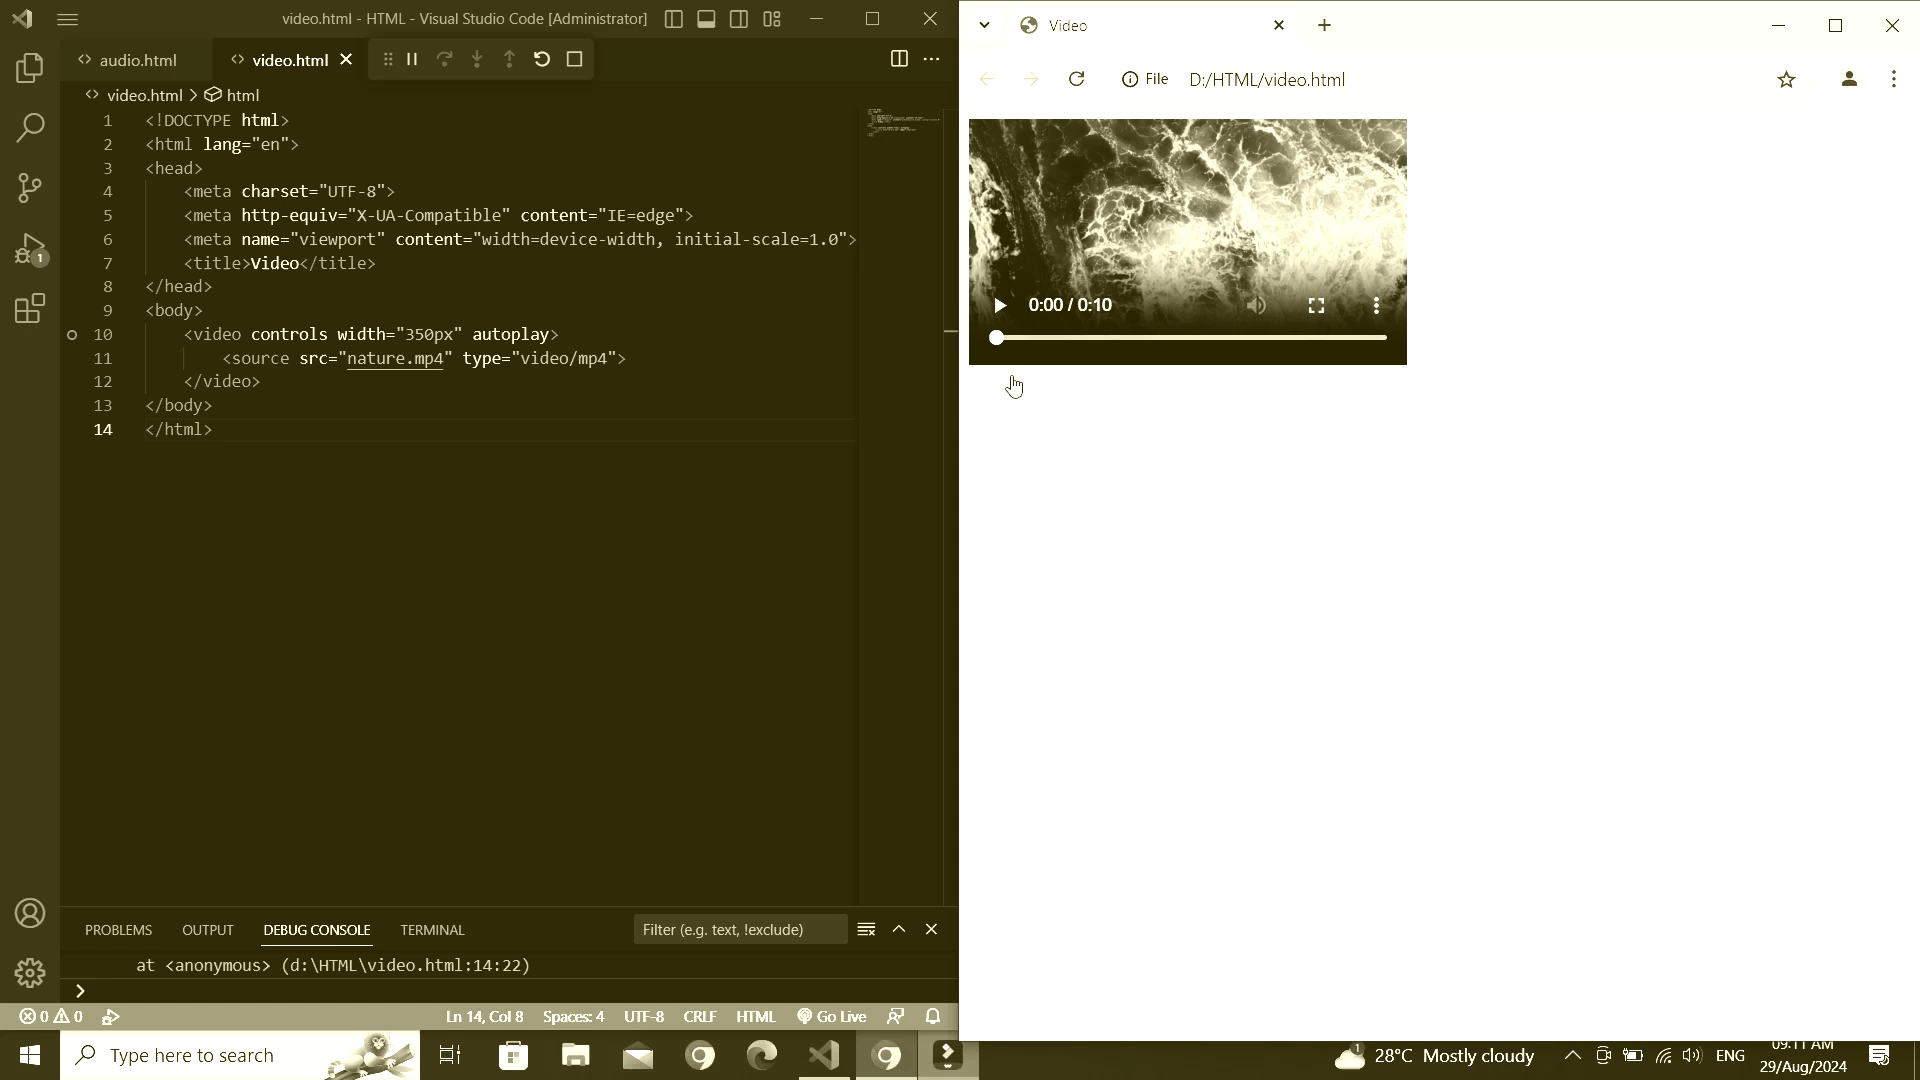 video.html - HTML - Visual Studio Code [Administrator]
audio.html
video.html
video.html > html
1 <!DOCTYPE html>
2 <html lang="en">
3 <head>
4 <meta charset="UTF-8">
5 <meta http-equiv="X-UA-Compatible" content="IE=edge">
6 <meta name="viewport" content="width=device-width, initial-scale=1.0">
7 <title>Video</title>
8 </head>
9 <body>
10 <video controls width="350px" autoplay>
11 <source src="nature.mp4" type="video/mp4">
12 </video>
13 </body>
14 </html>
1
PROBLEMS OUTPUT DEBUG CONSOLE TERMINAL
Filter (e.g. text, !exclude)
at <anonymous> (d:\HTML\video.html:14:22)
0 0
Ln 14, Col 8 Spaces: 4 UTF-8 CRLF HTML Go Live
Video
File D:/HTML/video.html
0:00 / 0:10
Type here to search
1
28°C Mostly cloudy
ENG
09:11 AM
29/Aug/2024